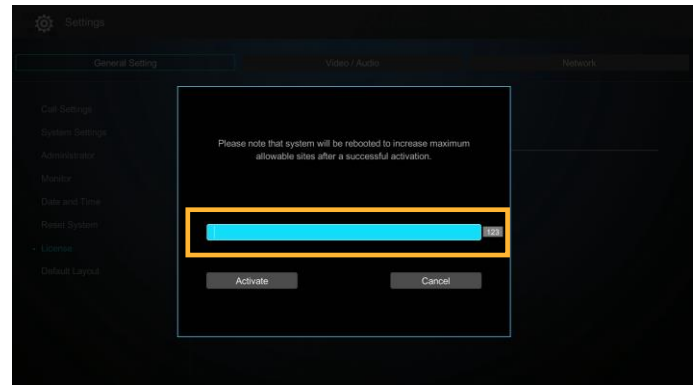 Settings
General Setting
Video / Audio
Network
Call Settings
System Settings
Administrator
Monitor
Date and Time
Reset System
License
Default Layout
Please note that system will be rebooted to increase maximum
allowable sites after a successful activation.
123
Activate
Cancel